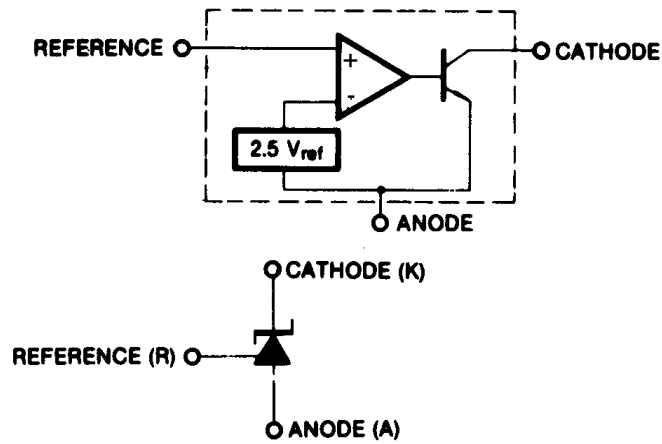 REFERENCE
CATHODE
+
-
2.5 Vref
ANODE
CATHODE (K)
REFERENCE (R)
ANODE (A)